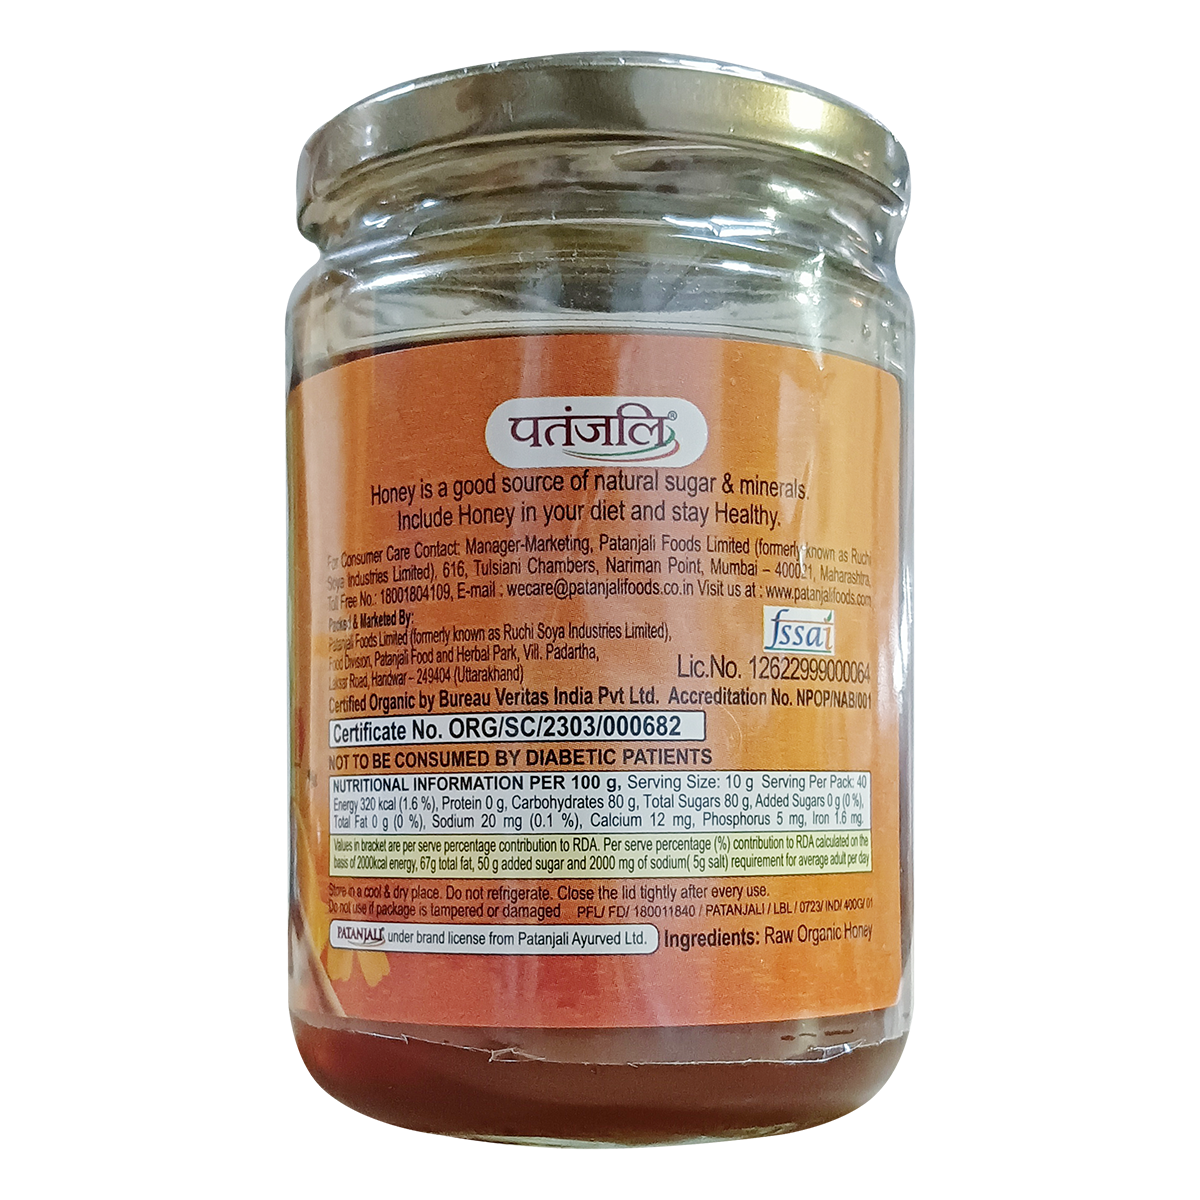 पतंजलि®
Honey is a good source of natural sugar & minerals.
Include Honey in your diet and stay Healthy.
For Consumer Care Contact: Manager-Marketing, Patanjali Foods Limited (formerly known as Ruchi
Soya Industries Limited), 616, Tulsiani Chambers, Nariman Point, Mumbai – 400021, Maharashtra,
Toll Free No.: 18001804109, E-mail : wecare@patanjalifoods.co.in Visit us at : www.patanjalifoods.com
Packed & Marketed By:
Patanjali Foods Limited (formerly known as Ruchi Soya Industries Limited),
Food Division, Patanjali Food and Herbal Park, Vill. Padartha,
Laksar Road, Haridwar – 249404 (Uttarakhand)
fssai
Lic.No. 12622999000064
Certified Organic by Bureau Veritas India Pvt Ltd. Accreditation No. NPOP/NAB/001
Certificate No. ORG/SC/2303/000682
NOT TO BE CONSUMED BY DIABETIC PATIENTS
NUTRITIONAL INFORMATION PER 100 g, Serving Size: 10 g Serving Per Pack: 40
Energy 320 kcal (1.6 %), Protein 0 g, Carbohydrates 80 g, Total Sugars 80 g, Added Sugars 0 g (0 %),
Total Fat 0 g (0 %), Sodium 20 mg (0.1 %), Calcium 12 mg, Phosphorus 5 mg, Iron 1.6 mg.
Values in bracket are per serve percentage contribution to RDA. Per serve percentage (%) contribution to RDA calculated on the
basis of 2000kcal energy, 67g total fat, 50 g added sugar and 2000 mg of sodium( 5g salt) requirement for average adult per day
Store in a cool & dry place. Do not refrigerate. Close the lid tightly after every use.
Do not use if package is tampered or damaged PFL/ FD/ 180011840 / PATANJALI / LBL / 0723/ IND/ 400G/ 01
PATANJALI® under brand license from Patanjali Ayurved Ltd. Ingredients: Raw Organic Honey